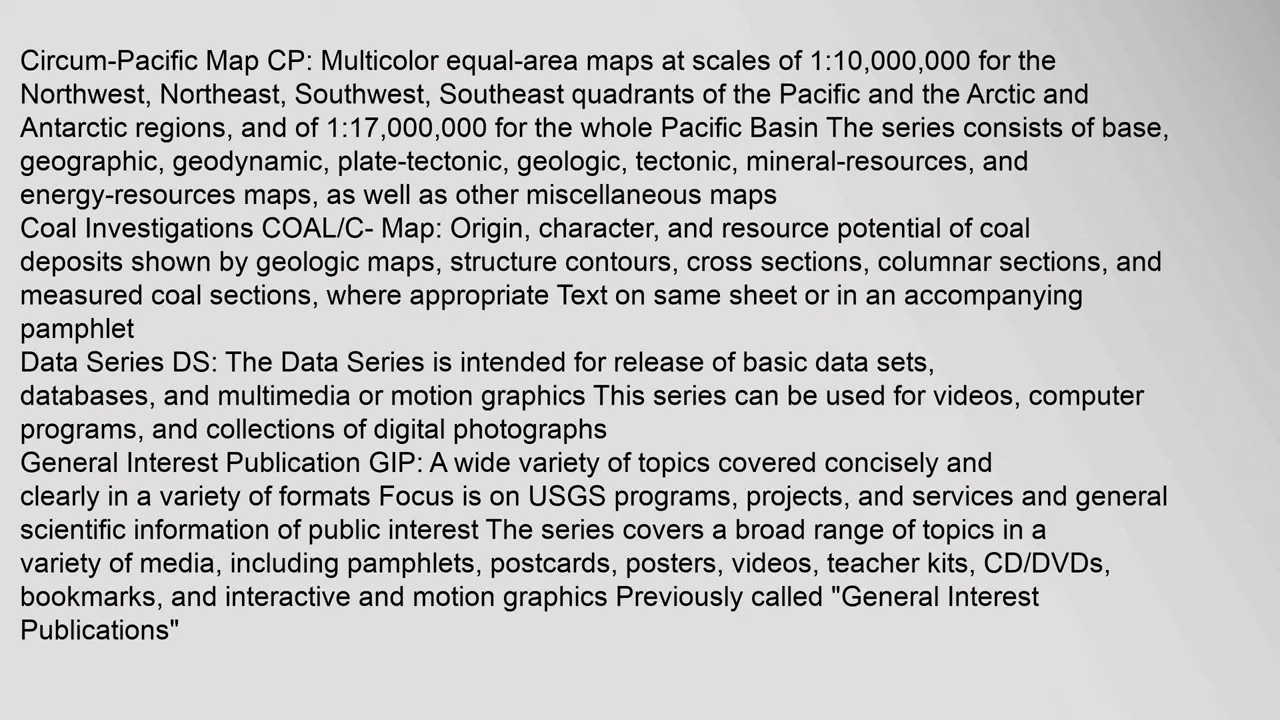 Circum-Pacific Map CP: Multicolor equal-area maps at scales of 1:10,000,000 for the
Northwest, Northeast, Southwest, Southeast quadrants of the Pacific and the Arctic and
Antarctic regions, and of 1:17,000,000 for the whole Pacific Basin The series consists of base,
geographic, geodynamic, plate-tectonic, geologic, tectonic, mineral-resources, and
energy-resources maps, as well as other miscellaneous maps
Coal Investigations COAL/C- Map: Origin, character, and resource potential of coal
deposits shown by geologic maps, structure contours, cross sections, columnar sections, and
measured coal sections, where appropriate Text on same sheet or in an accompanying
pamphlet
Data Series DS: The Data Series is intended for release of basic data sets,
databases, and multimedia or motion graphics This series can be used for videos, computer
programs, and collections of digital photographs
General Interest Publication GIP: A wide variety of topics covered concisely and
clearly in a variety of formats Focus is on USGS programs, projects, and services and general
scientific information of public interest The series covers a broad range of topics in a
variety of media, including pamphlets, postcards, posters, videos, teacher kits, CD/DVDs,
bookmarks, and interactive and motion graphics Previously called "General Interest
Publications"